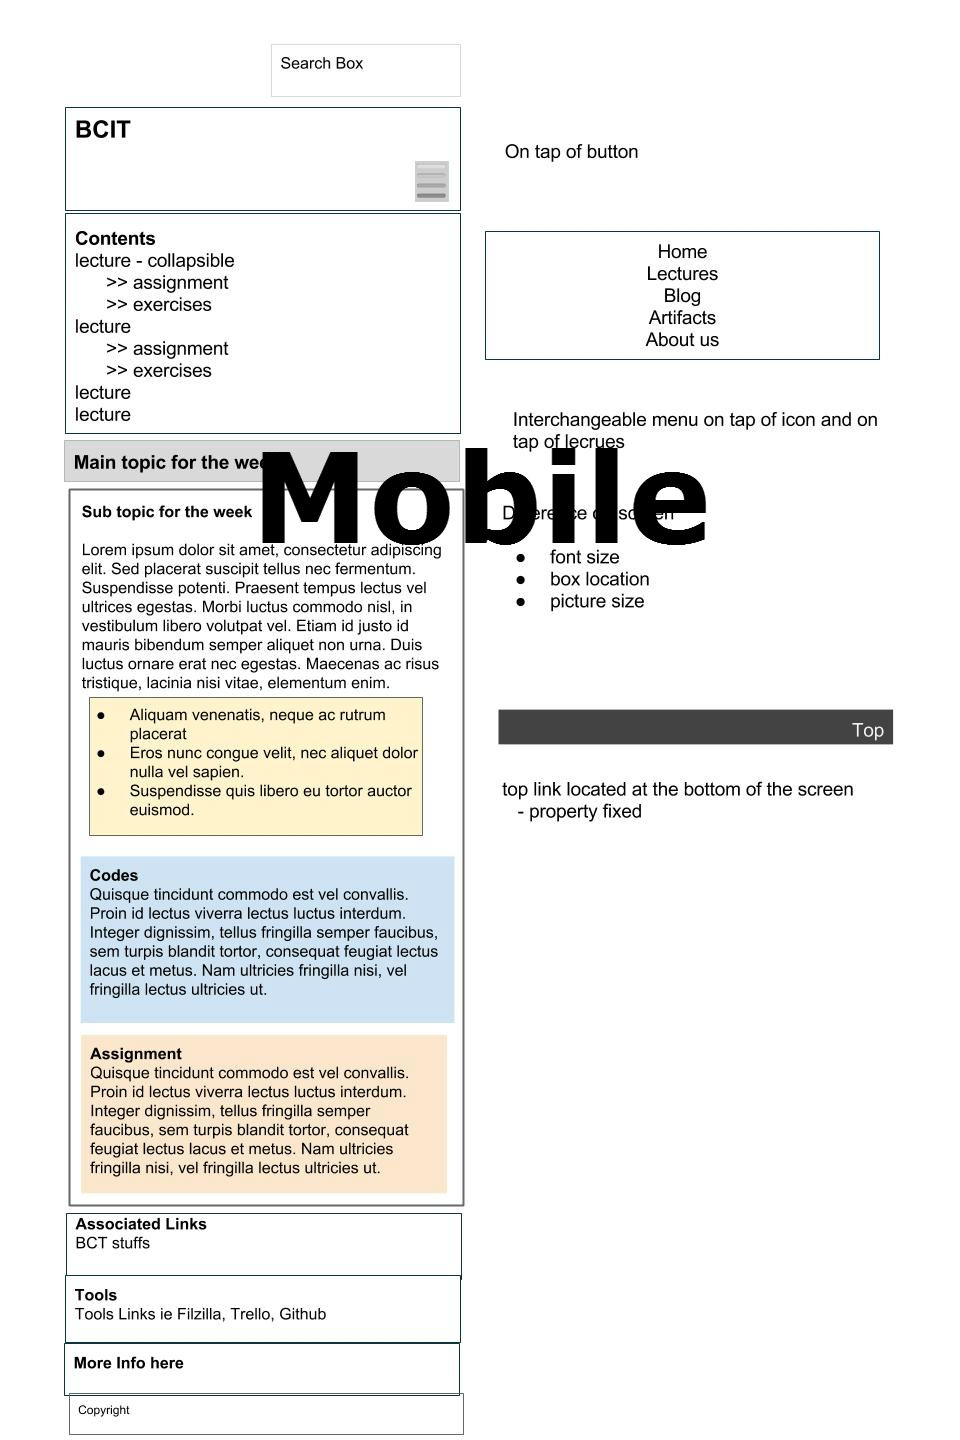 Search Box
BCIT
Contents
lecture - collapsible
>> assignment
>> exercises
lecture
>> assignment
>> exercises
lecture
lecture
Main topic for the week
Sub topic for the week
Lorem ipsum dolor sit amet, consectetur adipiscing
elit. Sed placerat suscipit tellus nec fermentum.
Suspendisse potenti. Praesent tempus lectus vel
ultrices egestas. Morbi luctus commodo nisl, in
vestibulum libero volutpat vel. Etiam id justo id
mauris bibendum semper aliquet non urna. Duis
luctus ornare erat nec egestas. Maecenas ac risus
tristique, lacinia nisi vitae, elementum enim.
● Aliquam venenatis, neque ac rutrum
placerat
● Eros nunc congue velit, nec aliquet dolor
nulla vel sapien.
● Suspendisse quis libero eu tortor auctor
euismod.
Codes
Quisque tincidunt commodo est vel convallis.
Proin id lectus viverra lectus luctus interdum.
Integer dignissim, tellus fringilla semper faucibus,
sem turpis blandit tortor, consequat feugiat lectus
lacus et metus. Nam ultricies fringilla nisi, vel
fringilla lectus ultricies ut.
Assignment
Quisque tincidunt commodo est vel convallis.
Proin id lectus viverra lectus luctus interdum.
Integer dignissim, tellus fringilla semper
faucibus, sem turpis blandit tortor, consequat
feugiat lectus lacus et metus. Nam ultricies
fringilla nisi, vel fringilla lectus ultricies ut.
Associated Links
BCT stuffs
Tools
Tools Links ie Filzilla, Trello, Github
More Info here
Copyright
On tap of button
Home
Lectures
Blog
Artifacts
About us
Interchangeable menu on tap of icon and on
tap of lecrues
Mobile
screen
● font size
● box location
● picture size
Top
top link located at the bottom of the screen
- property fixed